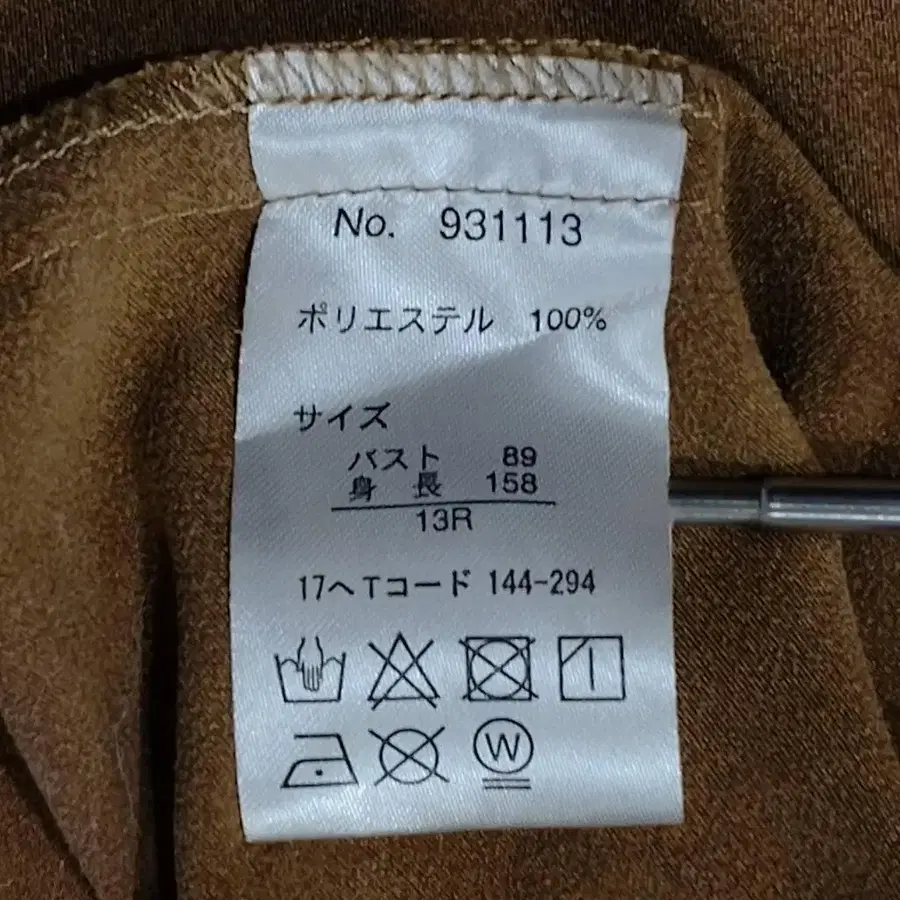 No. 931113
ポリエステル 100%
サイズ
バスト 89
身長 158
13R
17ヘTコード 144-294
W